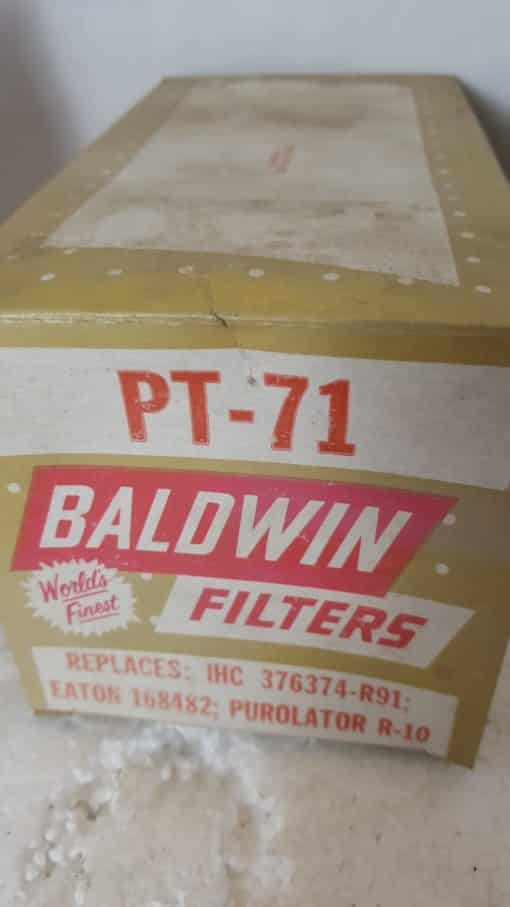 PT-71
BALDWIN
World's
Finest
FILTERS
REPLACES: IHC 376374-R91;
EATON 168482; PUROLATOR R-10